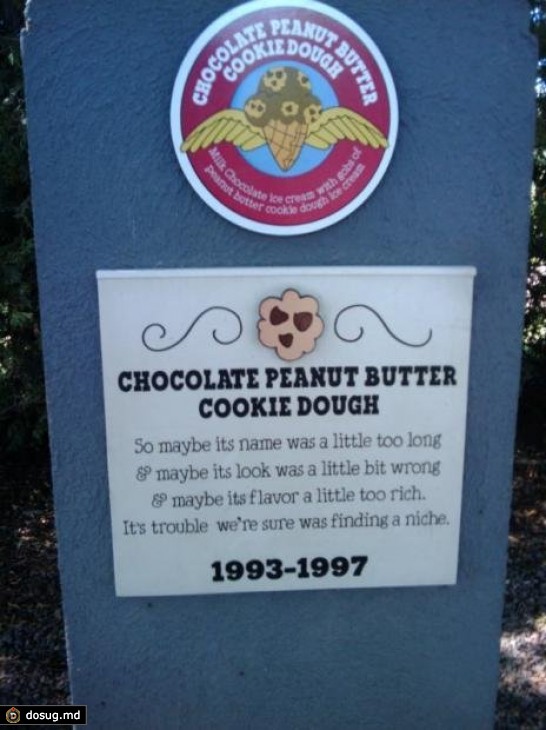 CHOCOLATE PEANUT BUTTER
COOKIE DOUGH
Milk Chocolate ice cream with gobs of
peanut butter cookie dough ice cream
CHOCOLATE PEANUT BUTTER
COOKIE DOUGH
So maybe its name was a little too long
& maybe its look was a little bit wrong
& maybe its flavor a little too rich.
It's trouble we're sure was finding a niche.
1993-1997
dosug.md